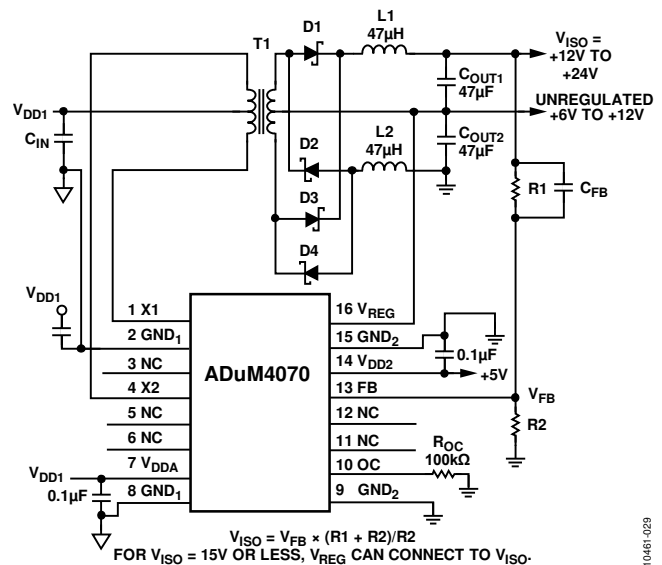 T1
D1
L1
47µH
V_ISO =
+12V TO
+24V
C_OUT1
47µF
V_DD1
UNREGULATED
+6V TO +12V
C_IN
D2
L2
47µH
C_OUT2
47µF
R1
C_FB
D3
D4
V_DD1
1 X1
2 GND_1
3 NC
4 X2
5 NC
6 NC
7 V_DDA
8 GND_1
ADuM4070
16 V_REG
15 GND_2
14 V_DD2
13 FB
12 NC
11 NC
10 OC
9 GND_2
0.1µF
+5V
V_FB
R2
R_OC
100kΩ
V_DD1
0.1µF
V_ISO = V_FB × (R1 + R2)/R2
FOR V_ISO = 15V OR LESS, V_REG CAN CONNECT TO V_ISO.
10461-029